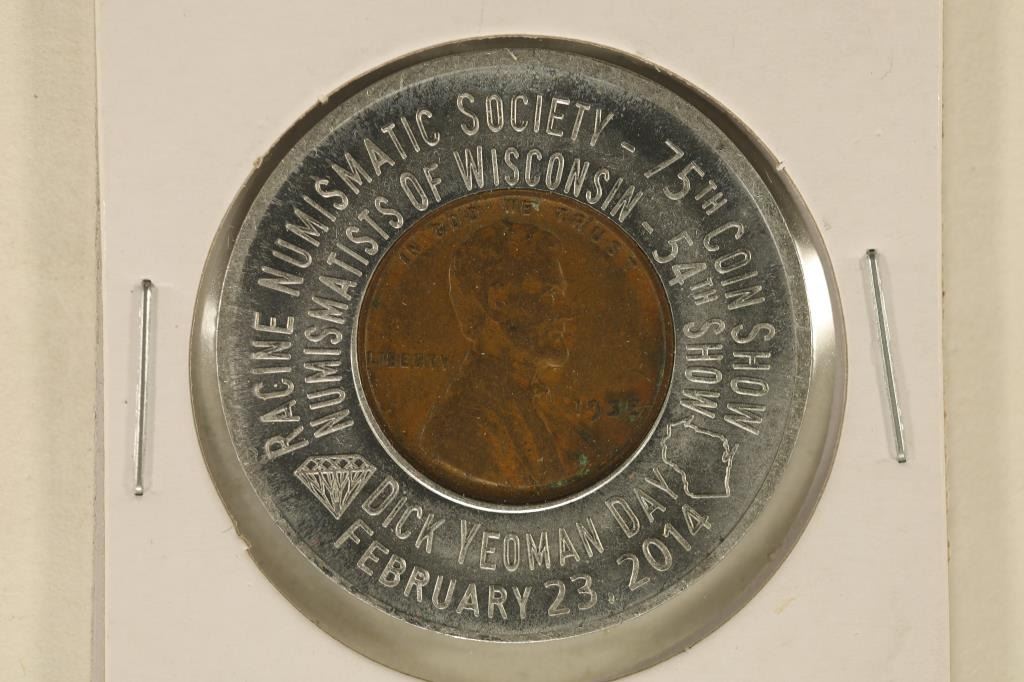 RACINE NUMISMATIC SOCIETY - 75TH COIN SHOW
NUMISMATISTS OF WISCONSIN - 54TH SHOW
DICK YEOMAN DAY
FEBRUARY 23, 2014
IN GOD WE TRUST
LIBERTY